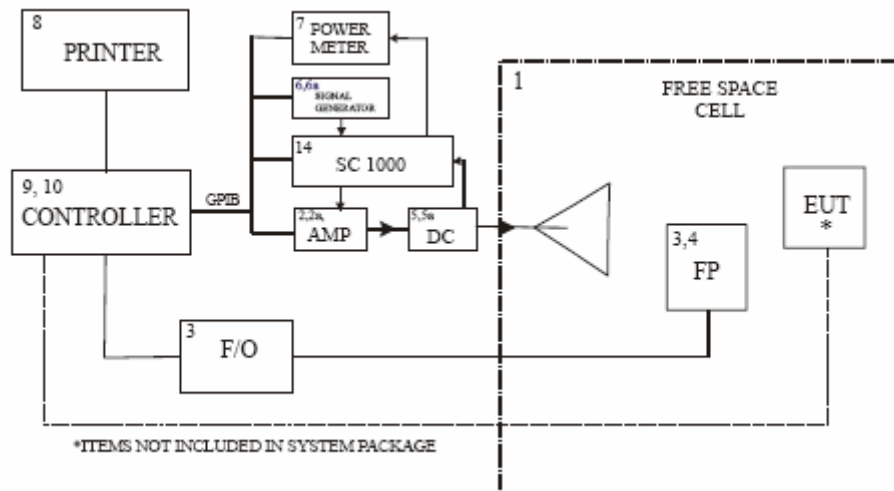 8
PRINTER
7
POWER
METER
6,6a
SIGNAL
GENERATOR
14
SC 1000
9, 10
CONTROLLER
GPIB
2,2a,
AMP
5,5a
DC
1
FREE SPACE
CELL
EUT
*
3,4
FP
3
F/O
*ITEMS NOT INCLUDED IN SYSTEM PACKAGE